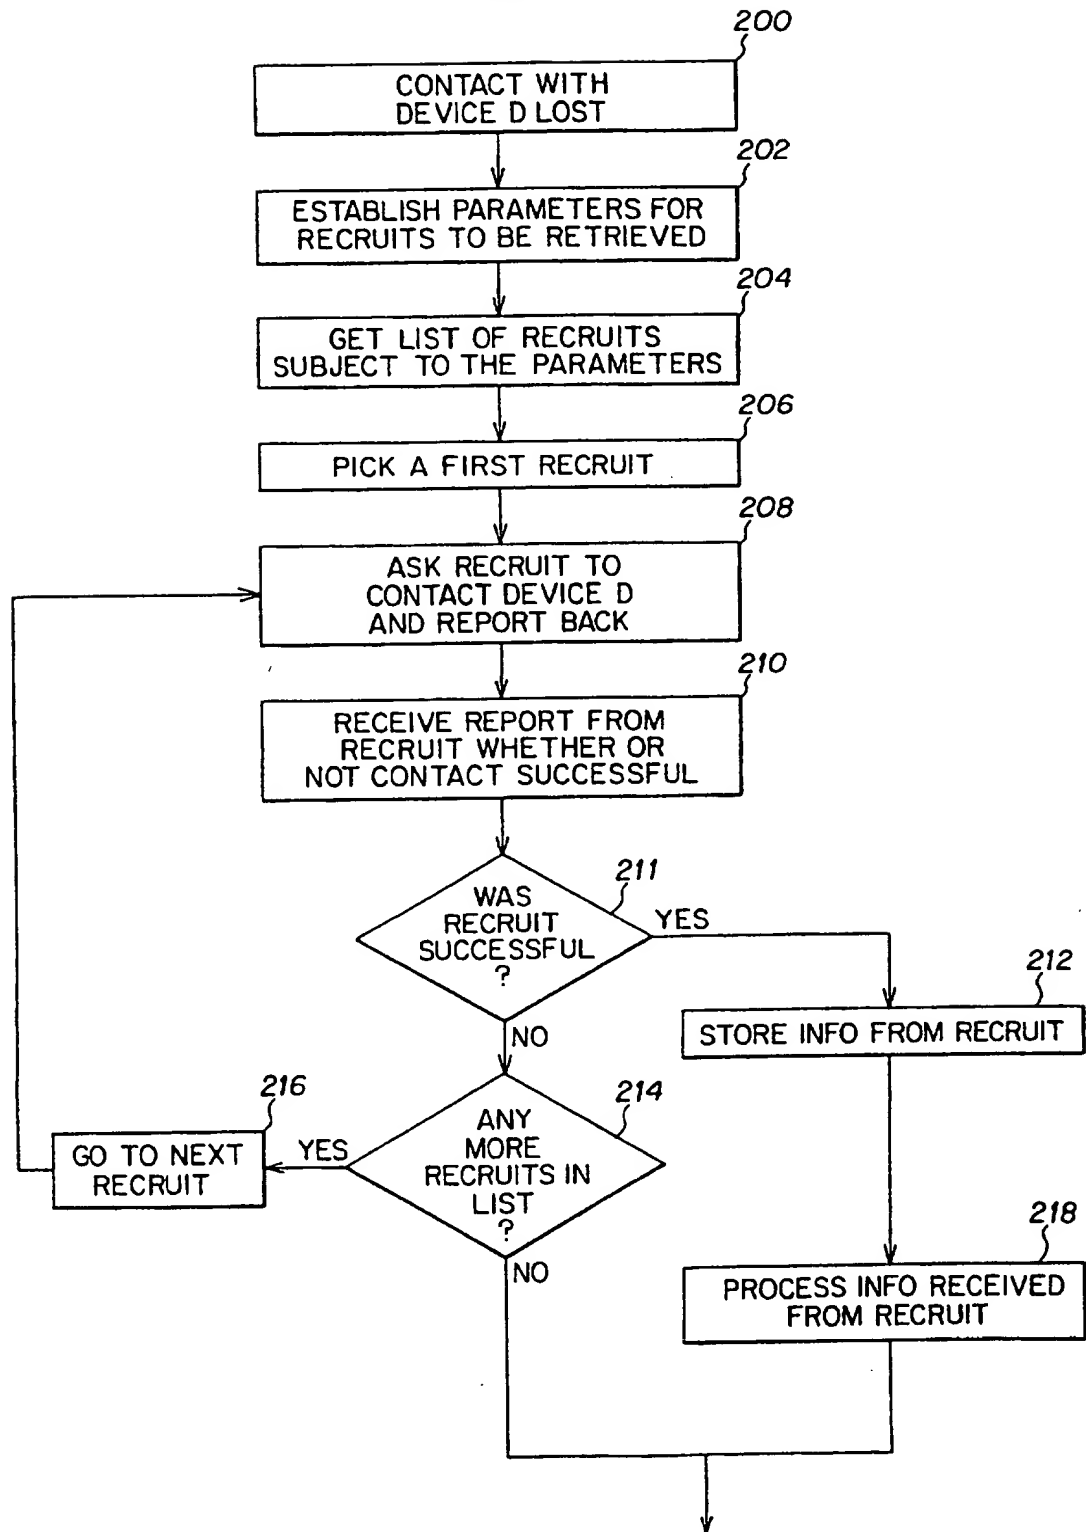 200
CONTACT WITH
DEVICE D LOST
202
ESTABLISH PARAMETERS FOR
RECRUITS TO BE RETRIEVED
204
GET LIST OF RECRUITS
SUBJECT TO THE PARAMETERS
206
PICK A FIRST RECRUIT
208
ASK RECRUIT TO
CONTACT DEVICE D
AND REPORT BACK
210
RECEIVE REPORT FROM
RECRUIT WHETHER OR
NOT CONTACT SUCCESSFUL
211
WAS
RECRUIT
SUCCESSFUL
?
YES
NO
212
STORE INFO FROM RECRUIT
214
ANY
MORE
RECRUITS IN
LIST
?
YES
NO
216
GO TO NEXT
RECRUIT
218
PROCESS INFO RECEIVED
FROM RECRUIT